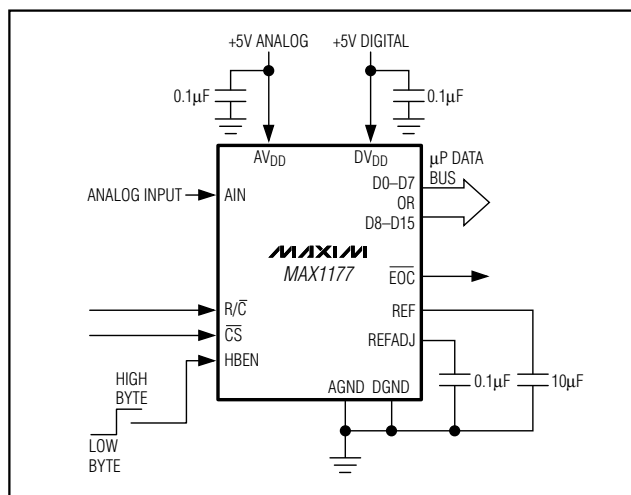 +5V ANALOG
+5V DIGITAL
0.1µF
0.1µF
AVDD
DVDD
µP DATA
BUS
ANALOG INPUT
AIN
D0–D7
OR
D8–D15
MAXIM
MAX1177
EOC
R/C
REF
CS
REFADJ
HBEN
HIGH
BYTE
0.1µF
10µF
AGND
DGND
LOW
BYTE